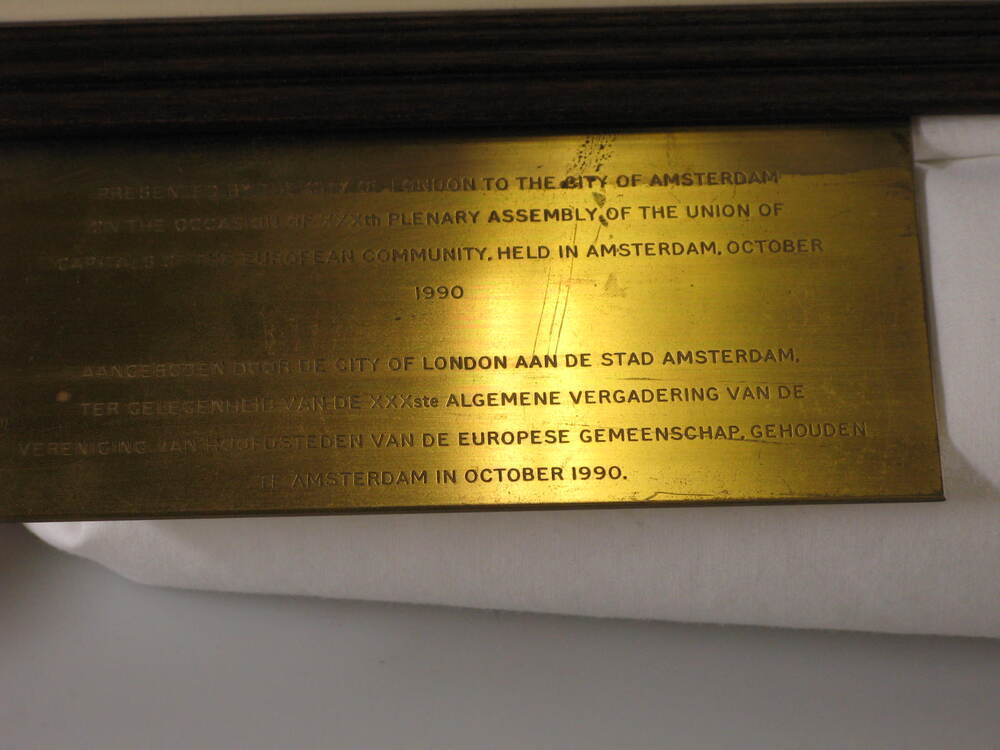 PRESENTED BY THE CITY OF LONDON TO THE CITY OF AMSTERDAM
ON THE OCCASION OF XXXth PLENARY ASSEMBLY OF THE UNION OF
CAPITALS OF THE EUROPEAN COMMUNITY, HELD IN AMSTERDAM, OCTOBER
1990
AANGEBODEN DOOR DE CITY OF LONDON AAN DE STAD AMSTERDAM,
TER GELEGENHEID VAN DE XXXste ALGEMENE VERGADERING VAN DE
VERENIGING VAN HOOFDSTEDEN VAN DE EUROPESE GEMEENSCHAP, GEHOUDEN
TE AMSTERDAM IN OCTOBER 1990.